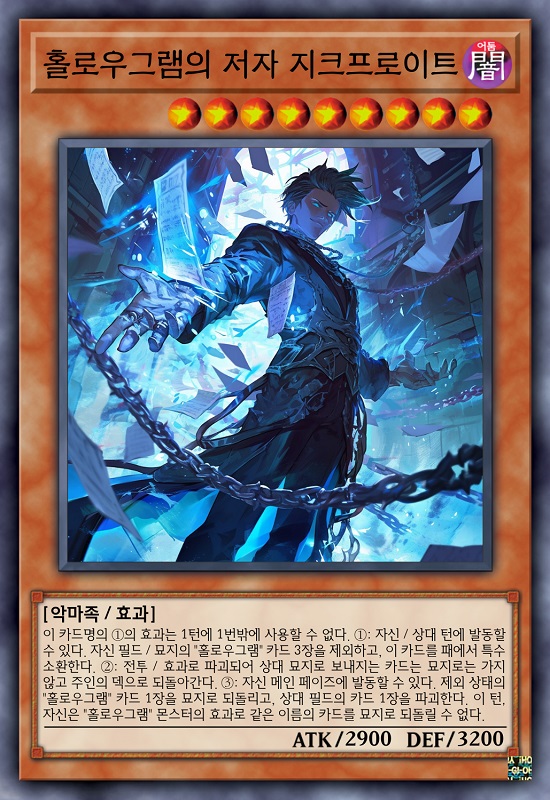 홀로우그램의 저자 지크프로이트
어둠
闇
[악마족 / 효과]
이 카드명의 ①의 효과는 1턴에 1번밖에 사용할 수 없다. ①: 자신 / 상대 턴에 발동할
수 있다. 자신 필드 / 묘지의 "홀로우그램" 카드 3장을 제외하고, 이 카드를 패에서 특수
소환한다. ②: 전투 / 효과로 파괴되어 상대 묘지로 보내지는 카드는 묘지로는 가지
않고 주인의 덱으로 되돌아간다. ③: 자신 메인 페이즈에 발동할 수 있다. 제외 상태의
"홀로우그램" 카드 1장을 묘지로 되돌리고, 상대 필드의 카드 1장을 파괴한다. 이 턴,
자신은 "홀로우그램" 몬스터의 효과로 같은 이름의 카드를 묘지로 되돌릴 수 없다.
ATK/2900 DEF/3200